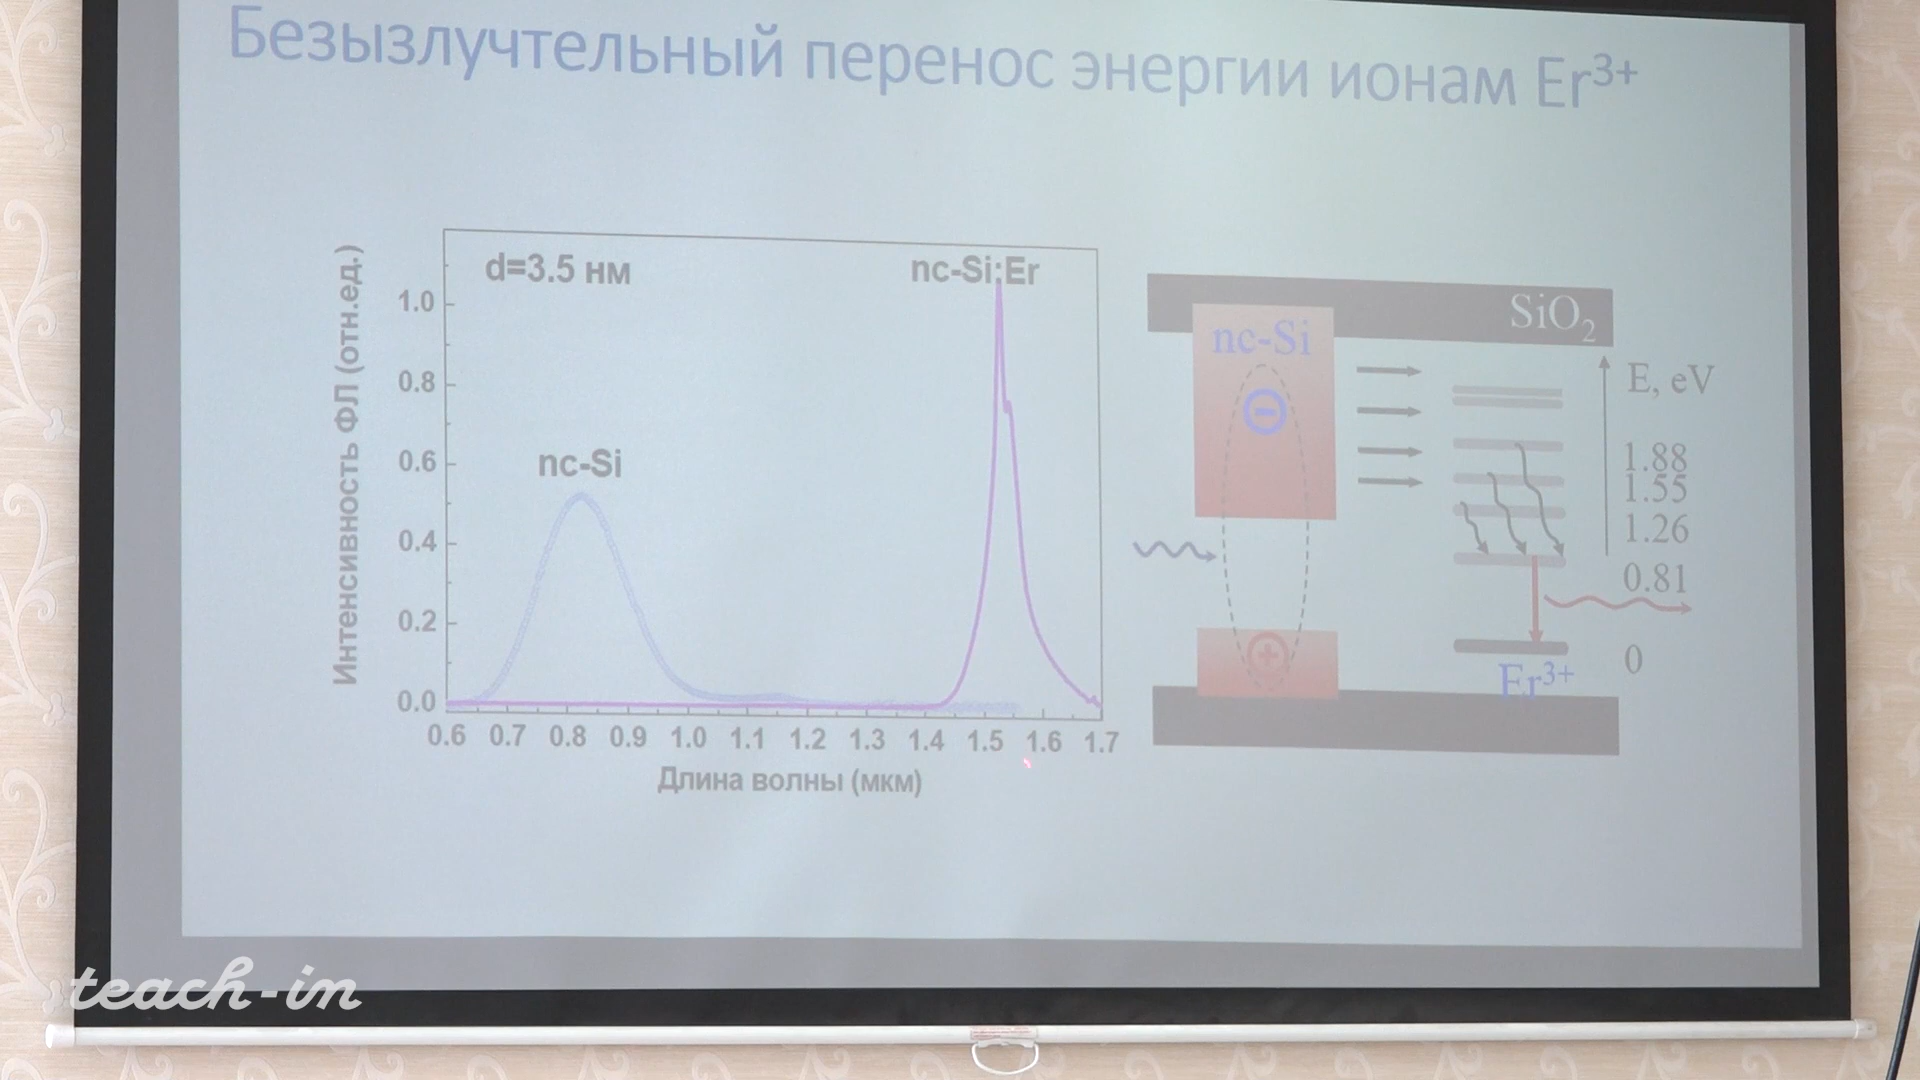 Безызлучтельный перенос энергии ионам Er³⁺
d=3.5 нм
nc-Si:Er
nc-Si
Интенсивность ФЛ (отн.ед.)
1.0
0.8
0.6
0.4
0.2
0.0
0.6 0.7 0.8 0.9 1.0 1.1 1.2 1.3 1.4 1.5 1.6 1.7
Длина волны (мкм)
SiO₂
nc-Si
E, eV
1.88
1.55
1.26
0.81
0
Er³⁺
teach-in